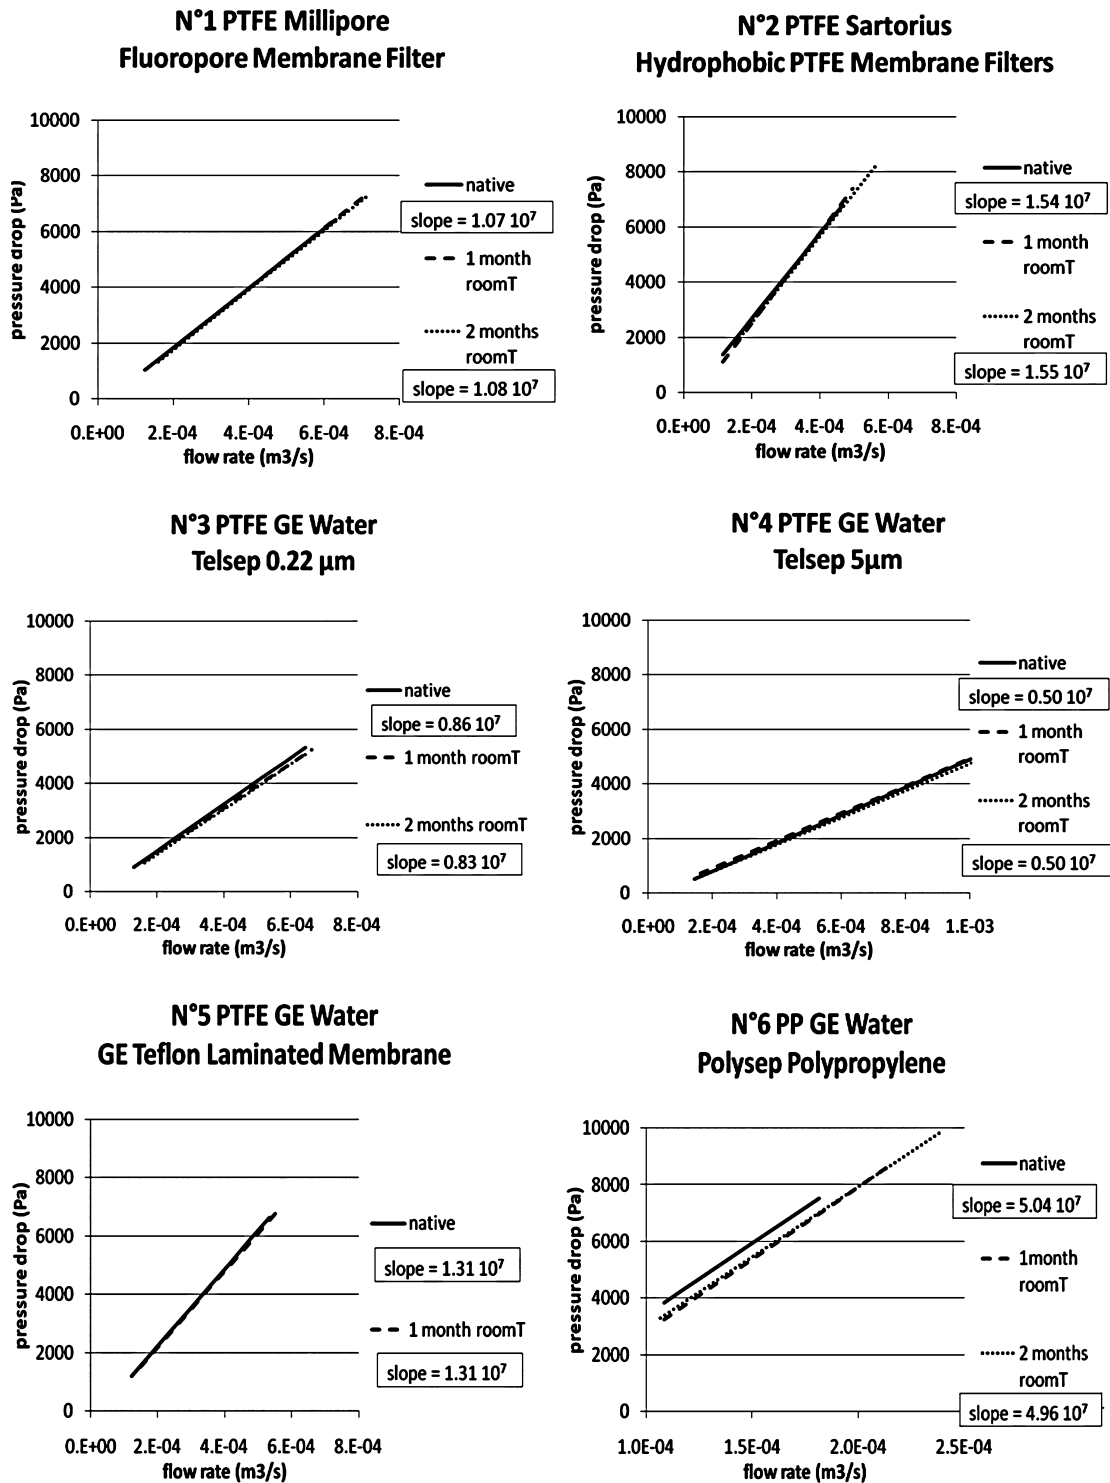 N°1 PTFE Millipore
Fluoropore Membrane Filter
10000
8000
6000
4000
2000
0
pressure drop (Pa)
0.E+00 2.E-04 4.E-04 6.E-04 8.E-04
flow rate (m3/s)
native
slope = 1.07 10⁷
1 month
roomT
2 months
roomT
slope = 1.08 10⁷
N°2 PTFE Sartorius
Hydrophobic PTFE Membrane Filters
10000
8000
6000
4000
2000
0
pressure drop (Pa)
0.E+00 2.E-04 4.E-04 6.E-04 8.E-04
flow rate (m3/s)
native
slope = 1.54 10⁷
1 month
roomT
2 months
roomT
slope = 1.55 10⁷
N°3 PTFE GE Water
Telsep 0.22 µm
10000
8000
6000
4000
2000
0
pressure drop (Pa)
0.E+00 2.E-04 4.E-04 6.E-04 8.E-04
flow rate (m3/s)
native
slope = 0.86 10⁷
1 month roomT
2 months roomT
slope = 0.83 10⁷
N°4 PTFE GE Water
Telsep 5µm
10000
8000
6000
4000
2000
0
pressure drop (Pa)
0.E+00 2.E-04 4.E-04 6.E-04 8.E-04 1.E-03
flow rate (m3/s)
native
slope = 0.50 10⁷
1 month
roomT
2 months
roomT
slope = 0.50 10⁷
N°5 PTFE GE Water
GE Teflon Laminated Membrane
10000
8000
6000
4000
2000
0
pressure drop (Pa)
0.E+00 2.E-04 4.E-04 6.E-04 8.E-04
flow rate (m3/s)
native
slope = 1.31 10⁷
1 month roomT
slope = 1.31 10⁷
N°6 PP GE Water
Polysep Polypropylene
10000
8000
6000
4000
2000
0
pressure drop (Pa)
1.0E-04 1.5E-04 2.0E-04 2.5E-04
flow rate (m3/s)
native
slope = 5.04 10⁷
1month
roomT
2 months
roomT
slope = 4.96 10⁷